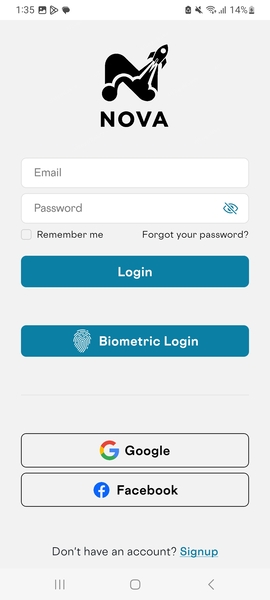 1:35
14%
NOVA
Email
Password
Remember me
Forgot your password?
Login
Biometric Login
Google
Facebook
Don't have an account? Signup